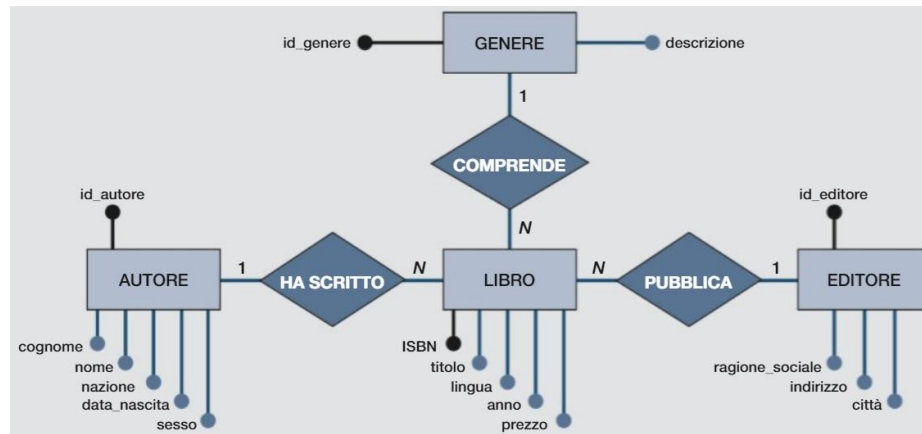 id_genere
GENERE
descrizione
1
COMPRENDE
id_autore
id_editore
N
AUTORE
1
HA SCRITTO
N
LIBRO
N
PUBBLICA
1
EDITORE
cognome
nome
nazione
data_nascita
sesso
ISBN
titolo
lingua
anno
prezzo
ragione_sociale
indirizzo
città